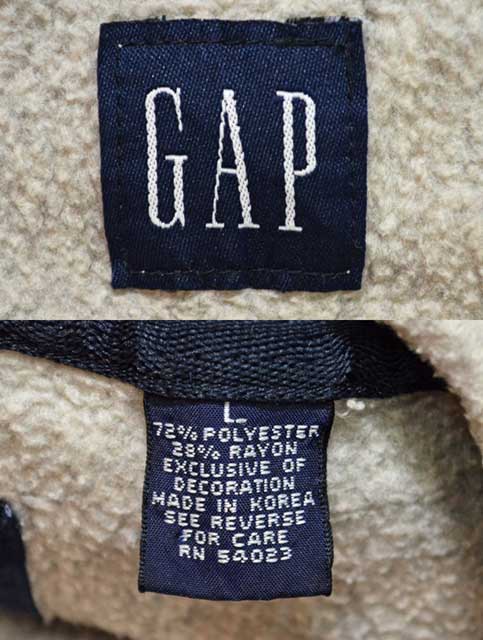 GAP
L
72% POLYESTER
28% RAYON
EXCLUSIVE OF
DECORATION
MADE IN KOREA
SEE REVERSE
FOR CARE
RN 54023